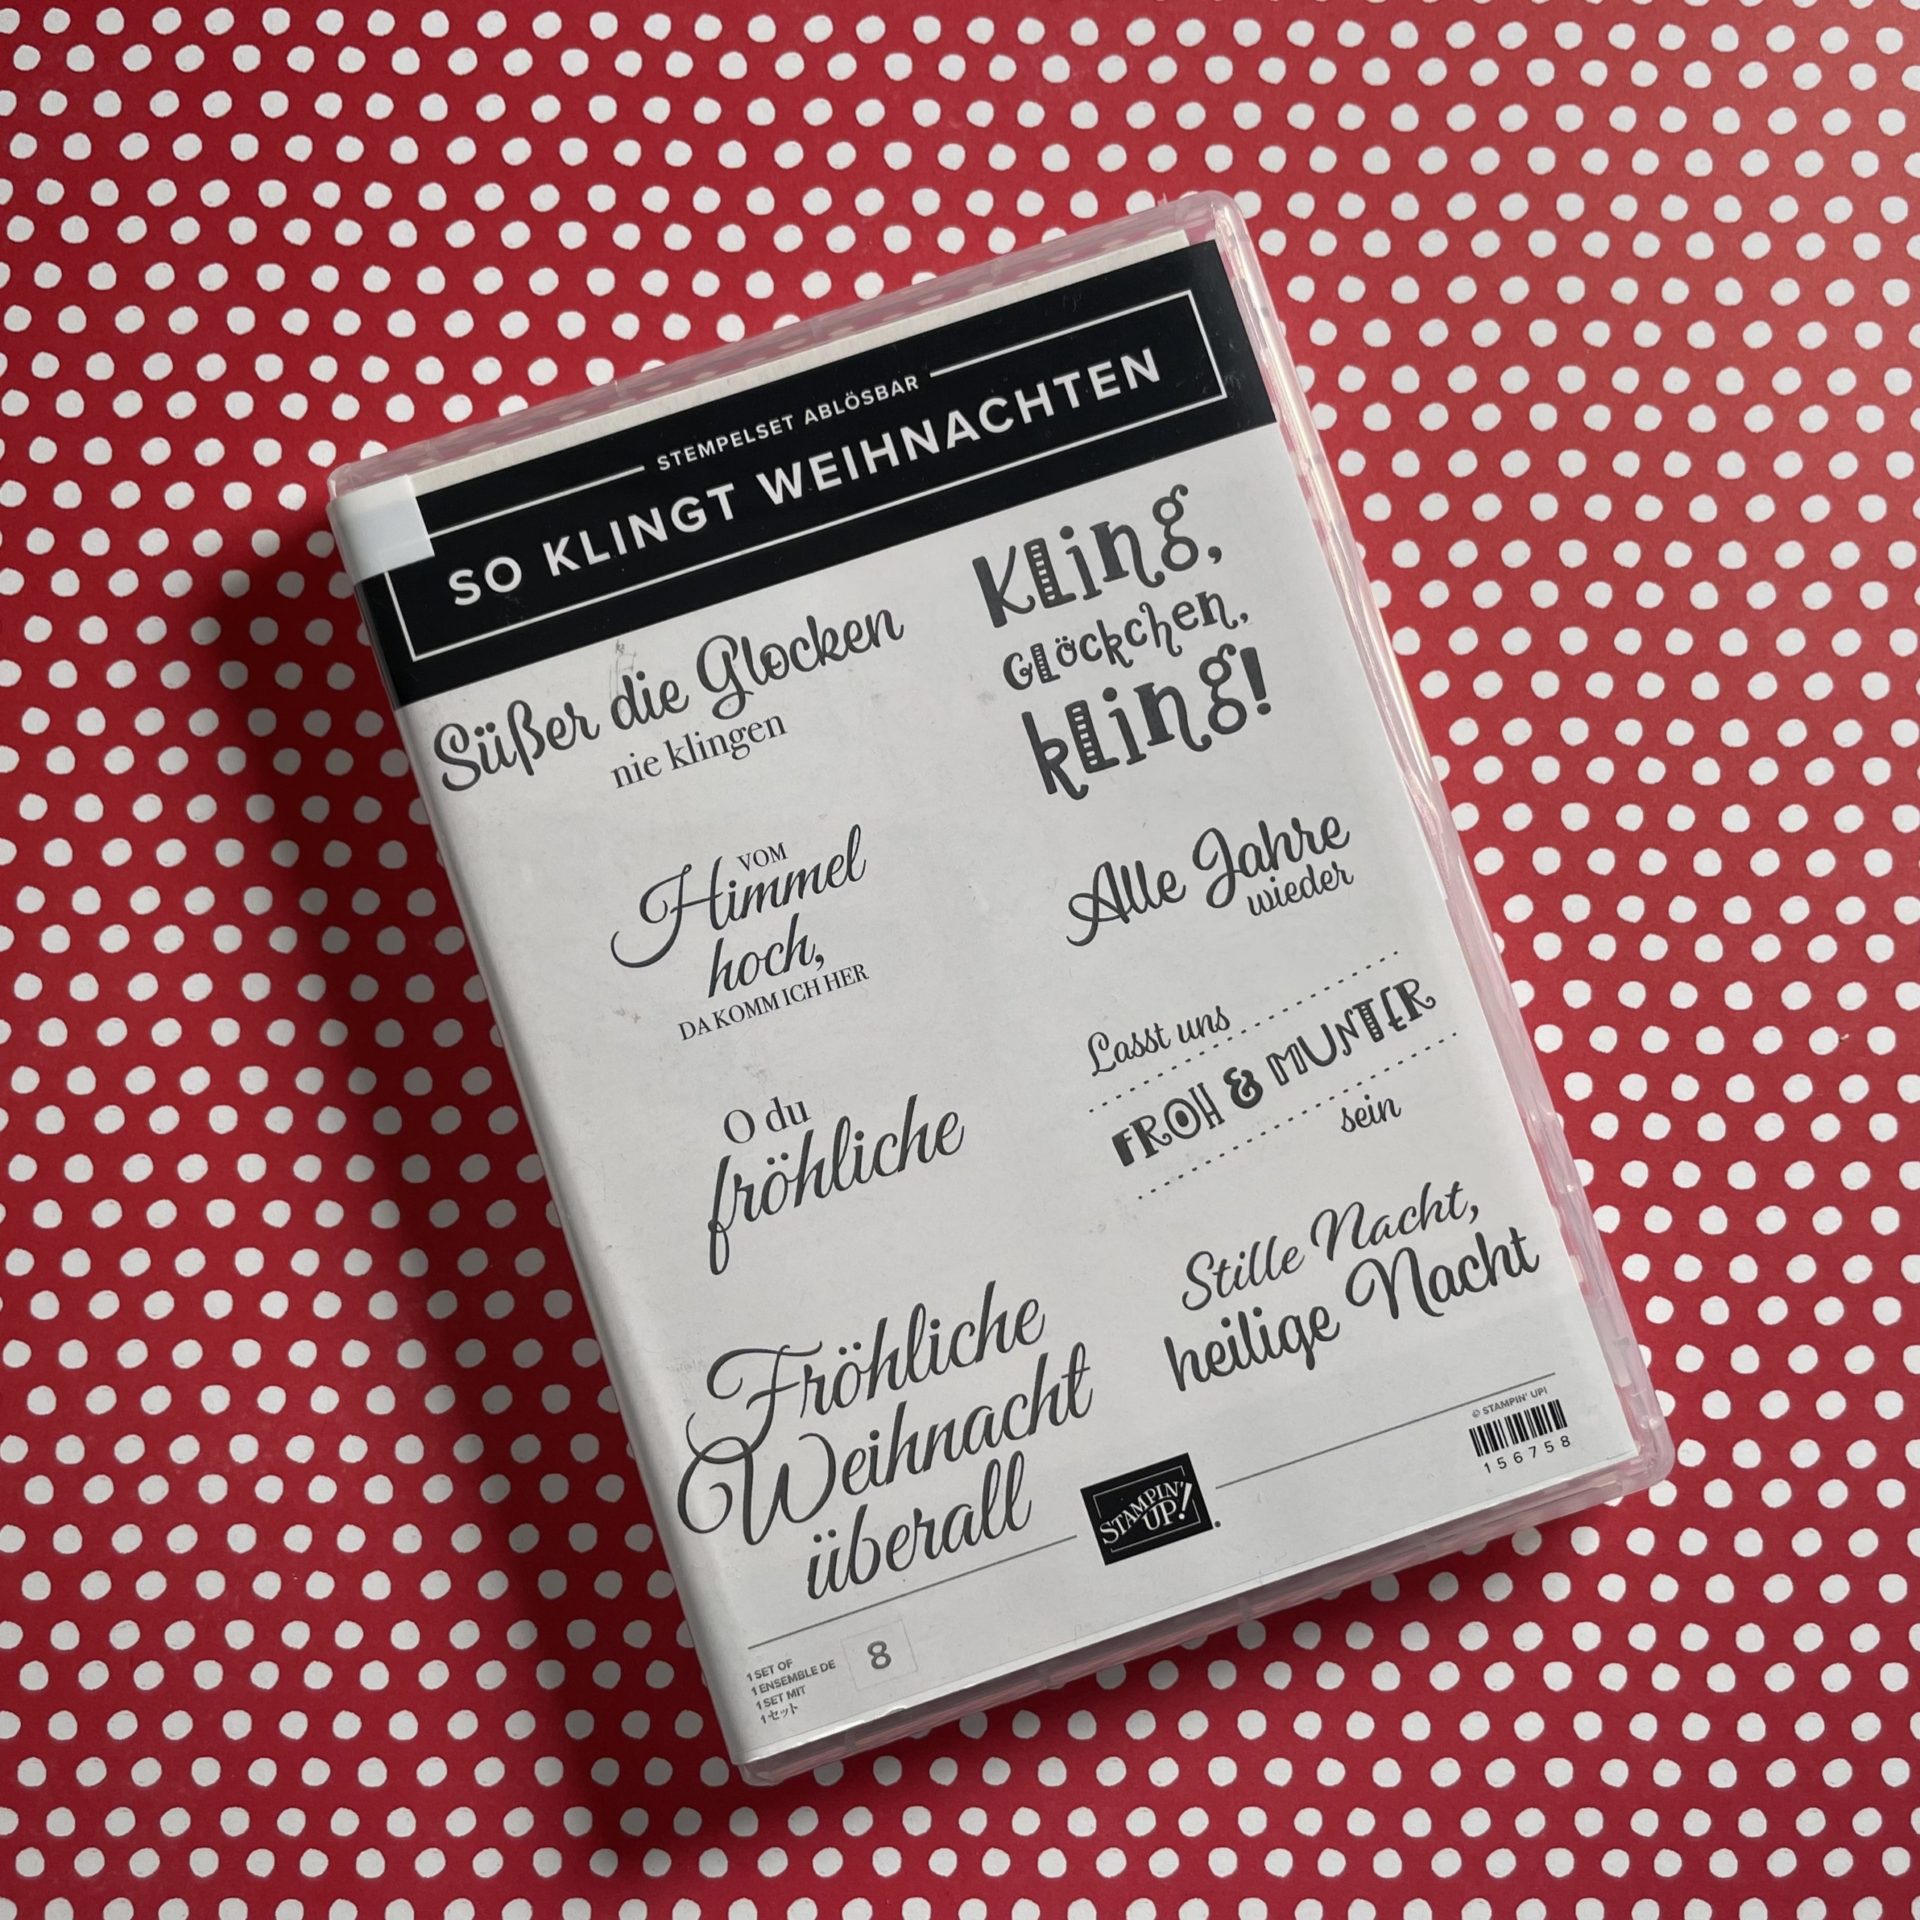 STEMPELSET ABLÖSBAR
SO KLINGT WEIHNACHTEN
Süßer die Glocken
nie klingen
Kling,
Glöckchen,
kling!
VOM
Himmel
hoch,
DA KOMM ICH HER
Alle Jahre
wieder
Lasst uns
FROH & MUNTER
sein
O du
fröhliche
Stille Nacht,
heilige Nacht
Fröhliche
Weihnacht
überall
© STAMPIN' UP!
156758
STAMPIN'
UP!
1 SET OF
1 ENSEMBLE DE
1 SET MIT
1セット
8